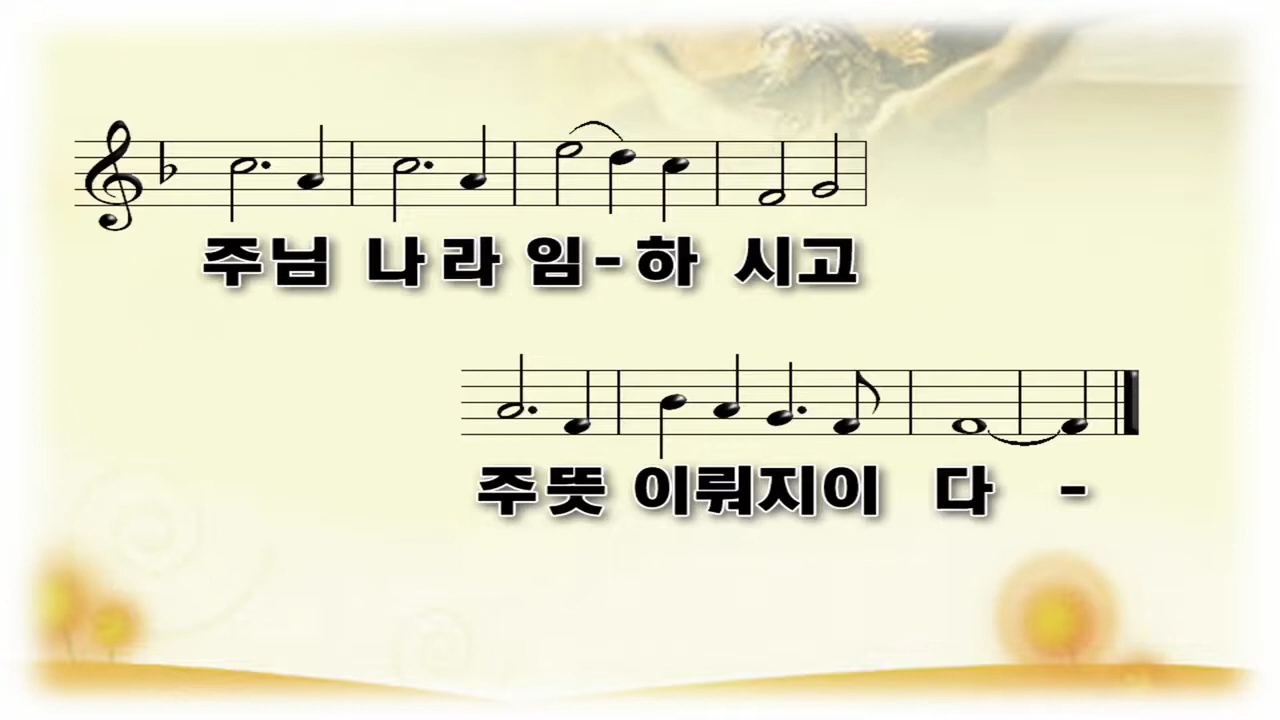 주님 나라 임-하 시고
주뜻 이뤄지이 다 -